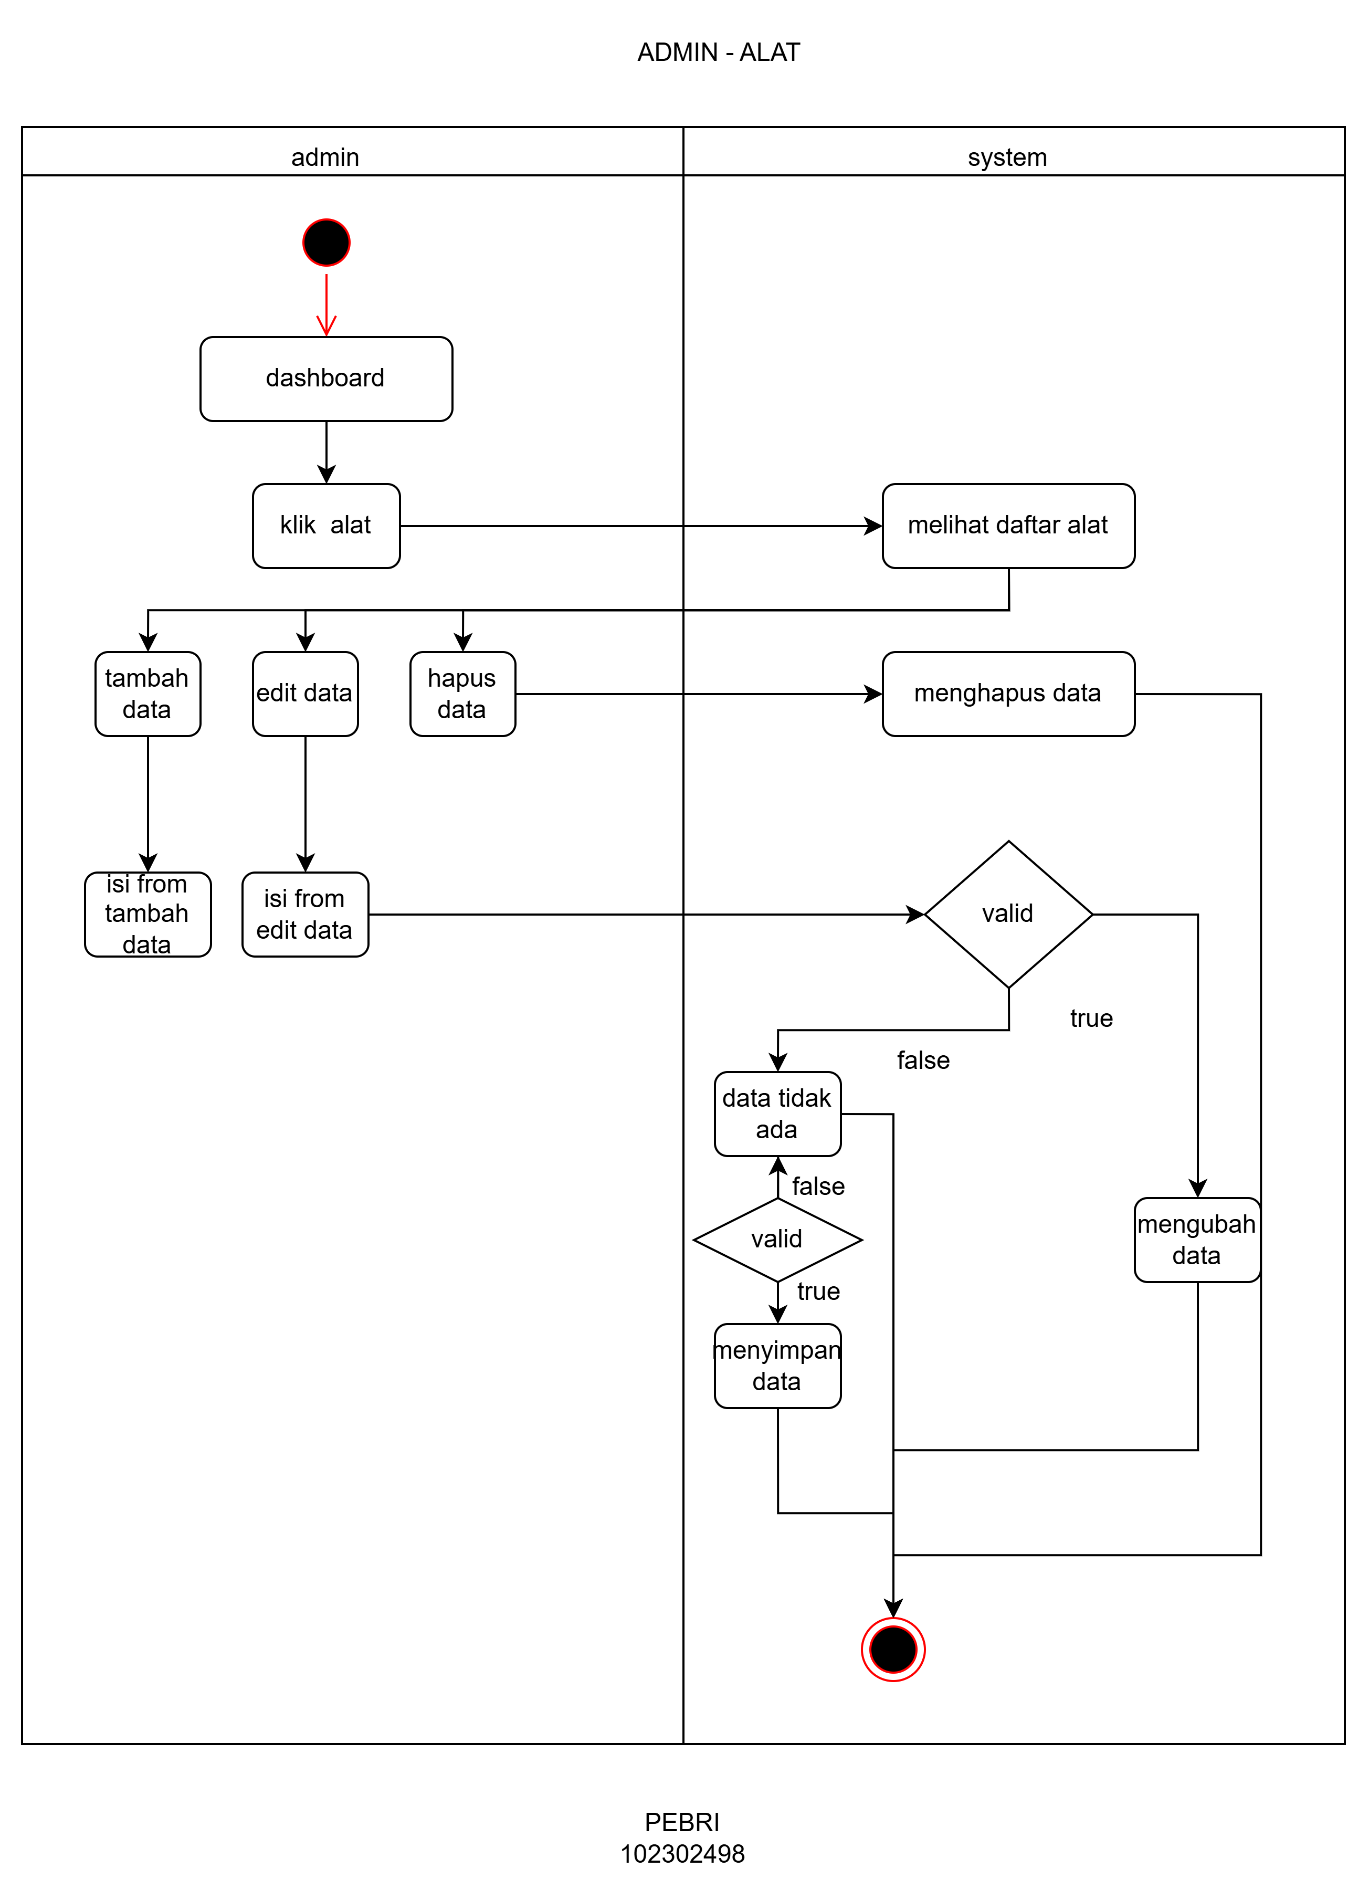 ADMIN - ALAT
admin
system
dashboard
klik  alat
melihat daftar alat
tambah
data
edit data
hapus
data
menghapus data
isi from
tambah
data
isi from
edit data
valid
true
false
data tidak
ada
false
valid
true
mengubah
data
menyimpan
data
PEBRI
102302498